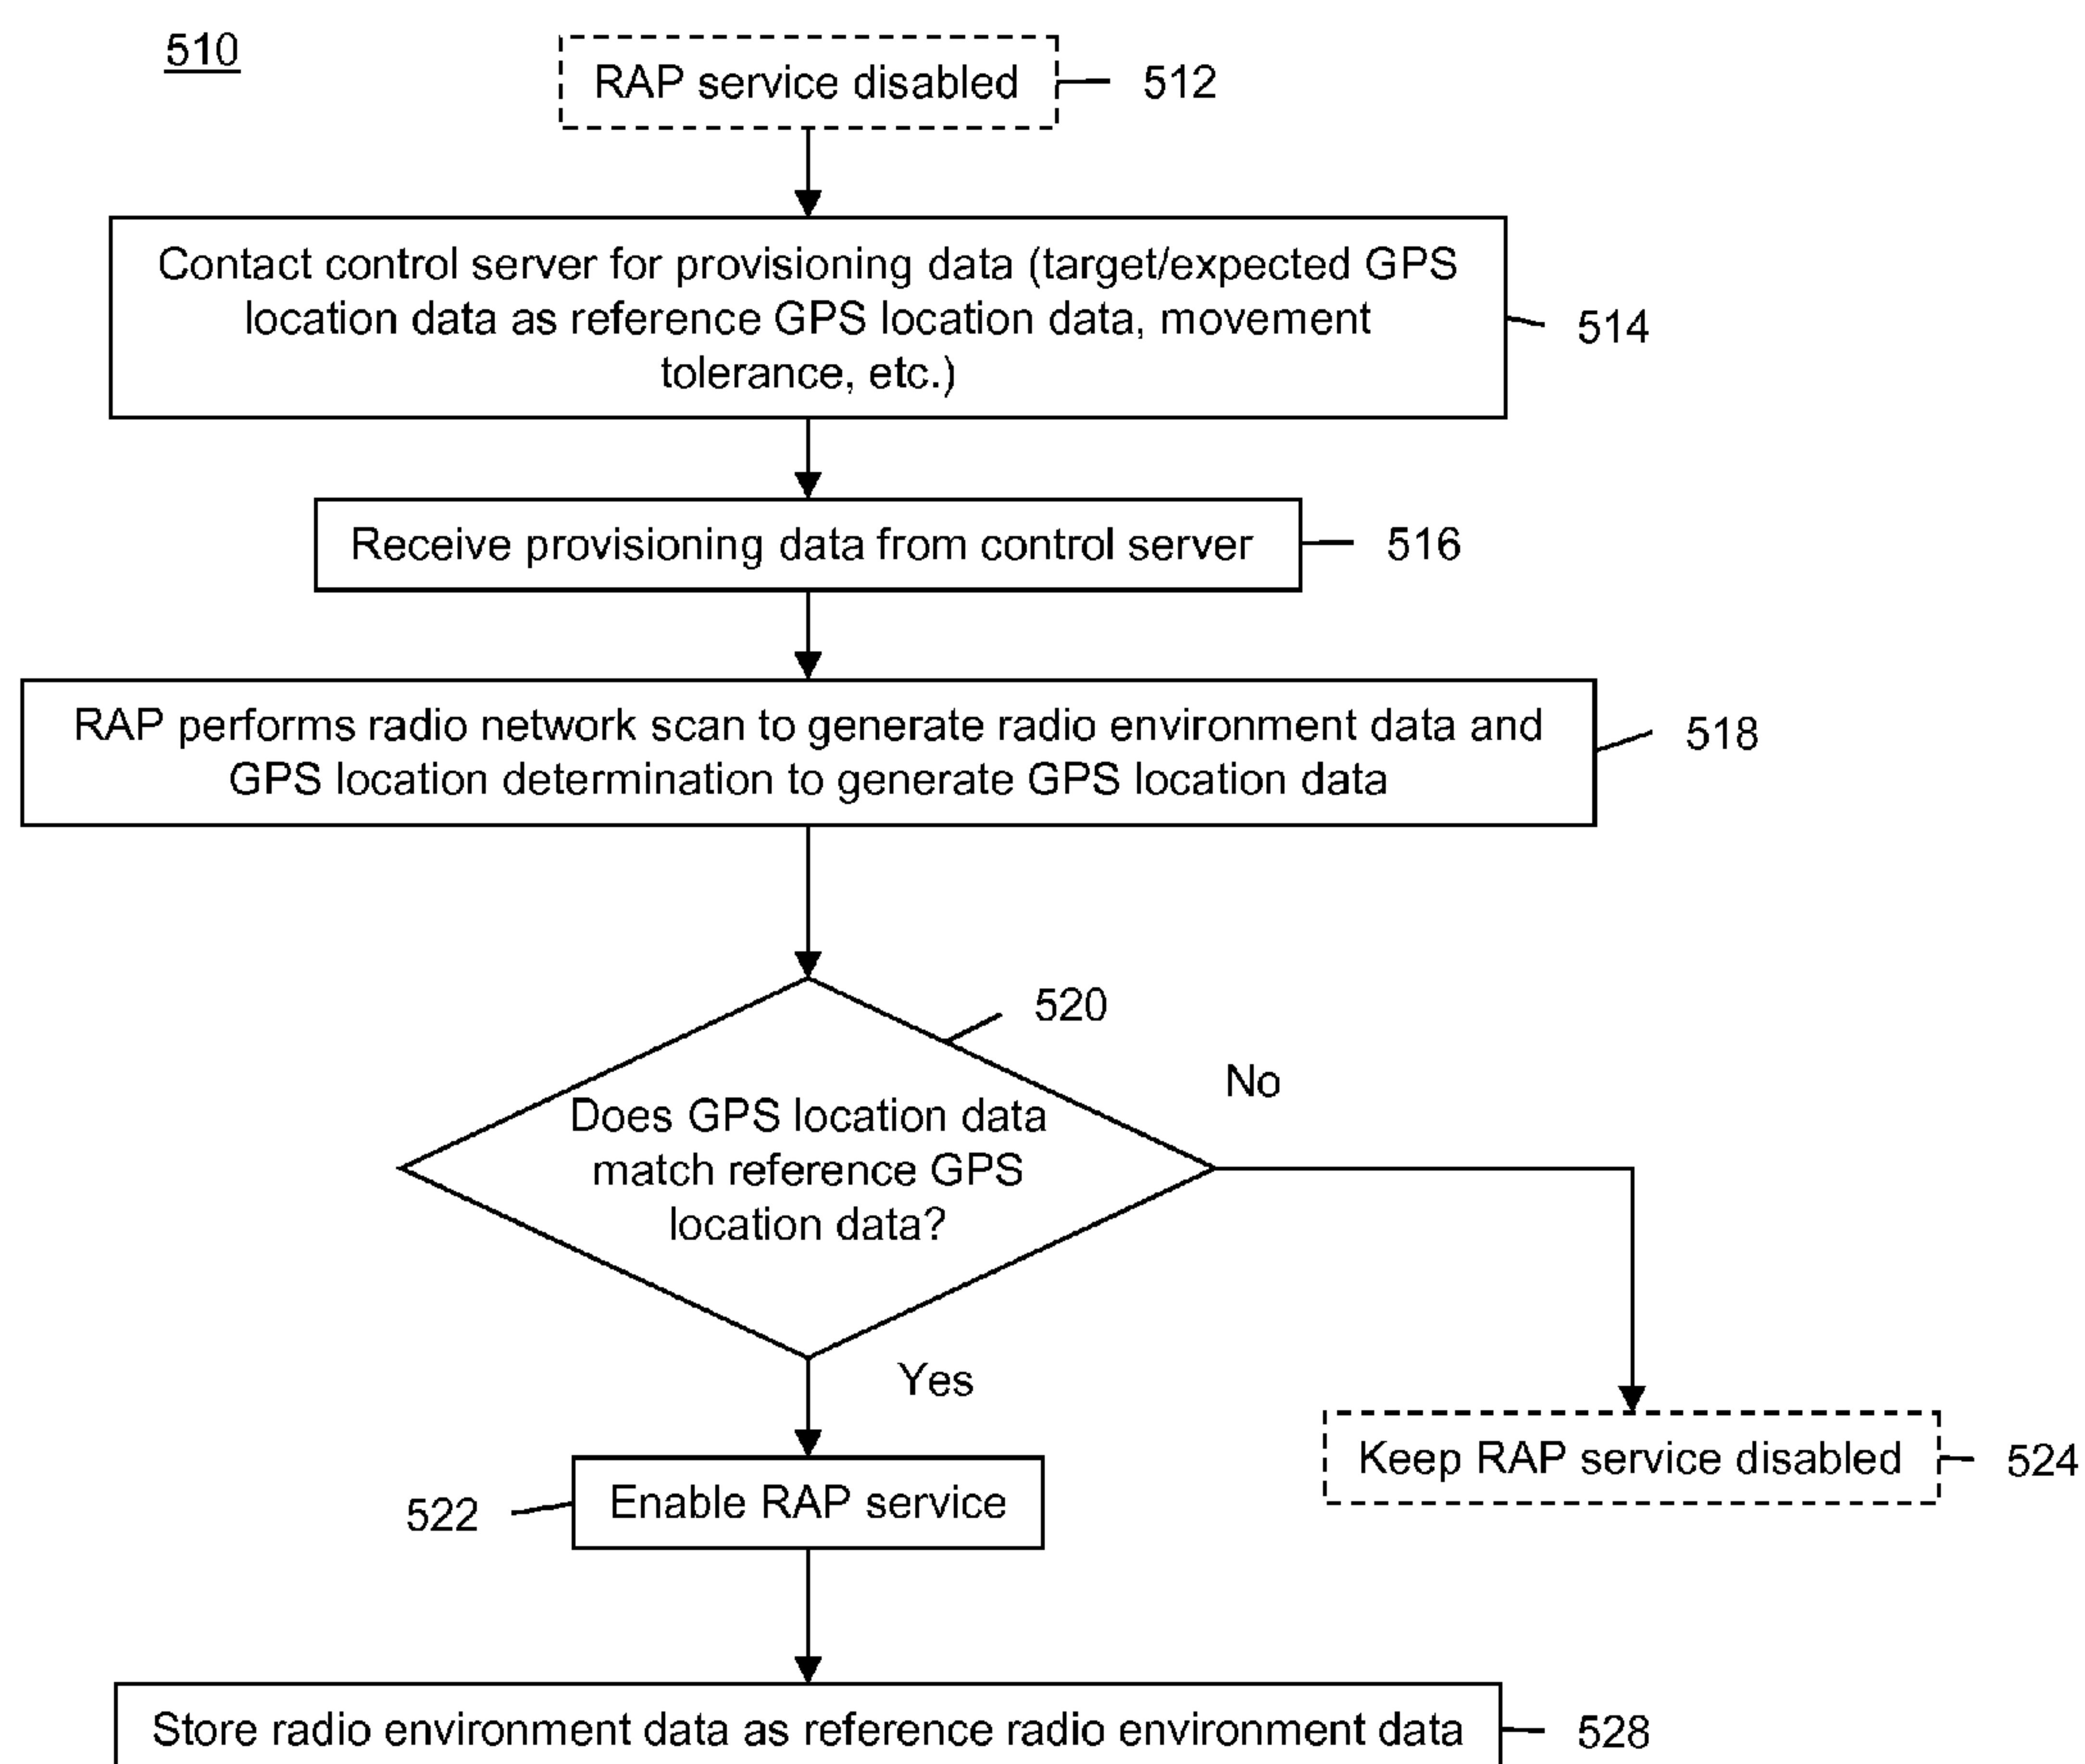 510
RAP service disabled
512
Contact control server for provisioning data (target/expected GPS
location data as reference GPS location data, movement
tolerance, etc.)
514
Receive provisioning data from control server
516
RAP performs radio network scan to generate radio environment data and
GPS location determination to generate GPS location data
518
520
No
Does GPS location data
match reference GPS
location data?
Yes
Enable RAP service
522
Keep RAP service disabled
524
Store radio environment data as reference radio environment data
528